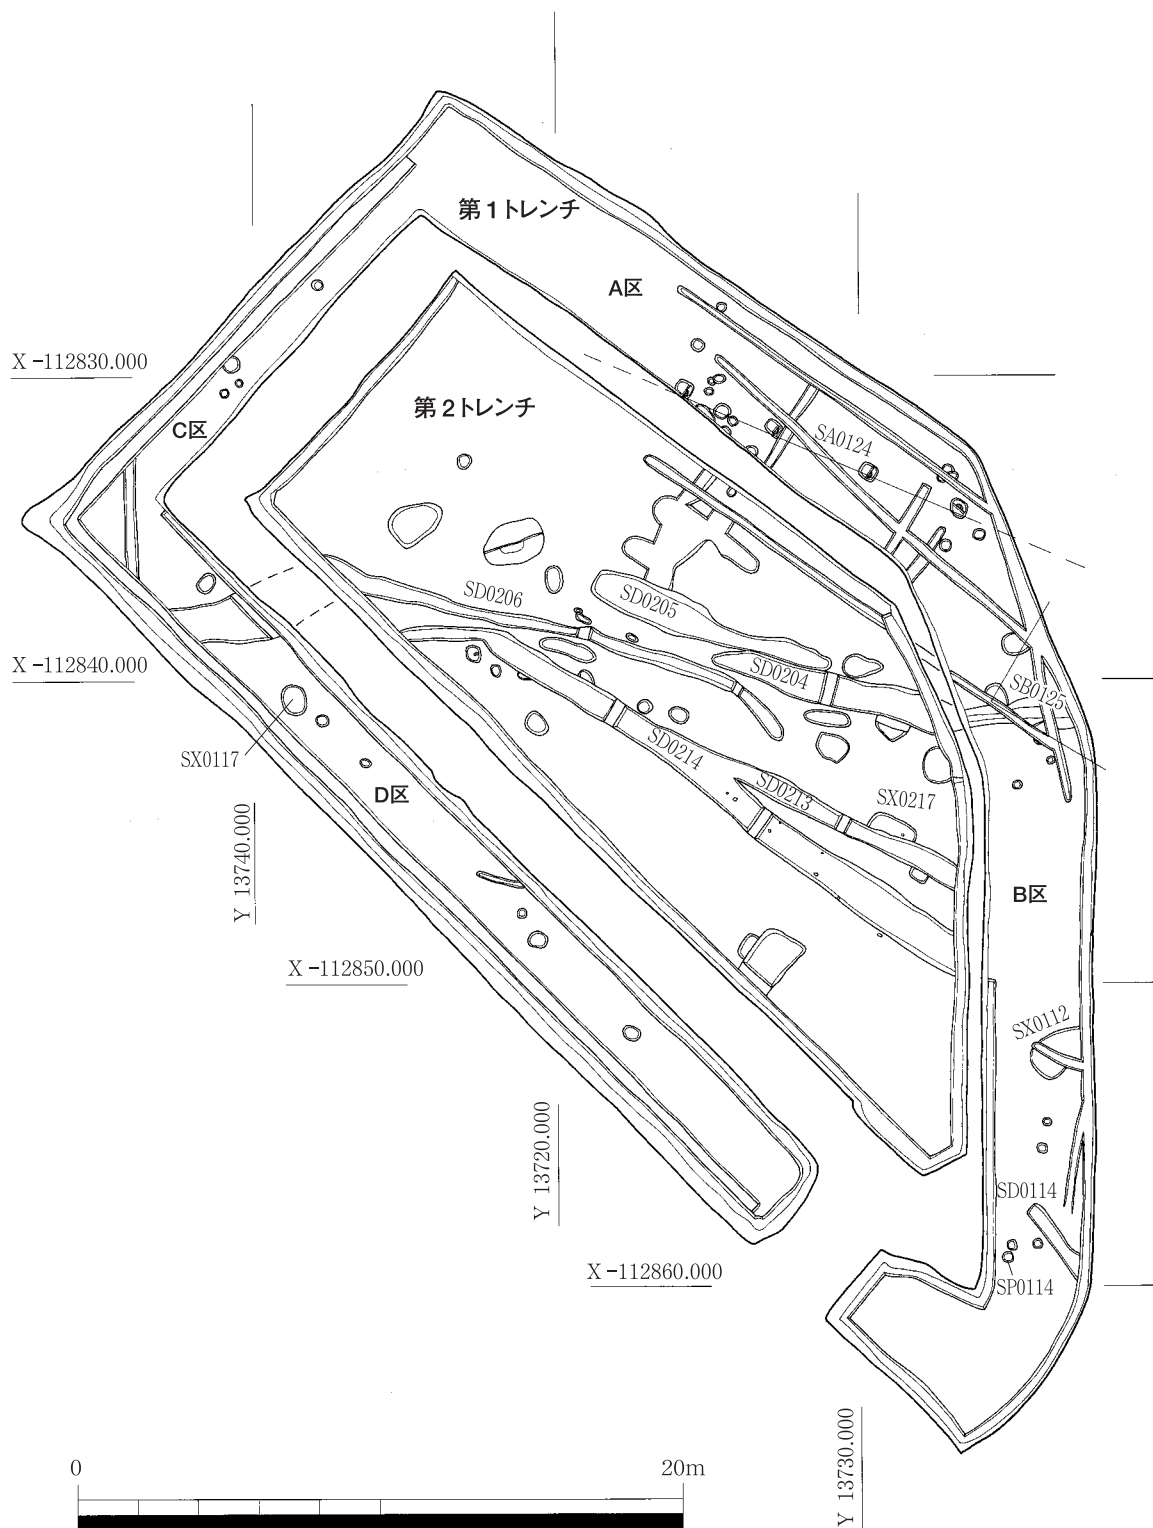 第1トレンチ
A区
X -112830.000
第2トレンチ
C区
SA0124
SD0206
SD0205
X -112840.000
SD0204
SB0125
SX0117
SD0214
D区
SD0213
SX0217
Y 13740.000
B区
X -112850.000
SX0112
Y 13720.000
SD0114
X -112860.000
SP0114
Y 13730.000
0
20m